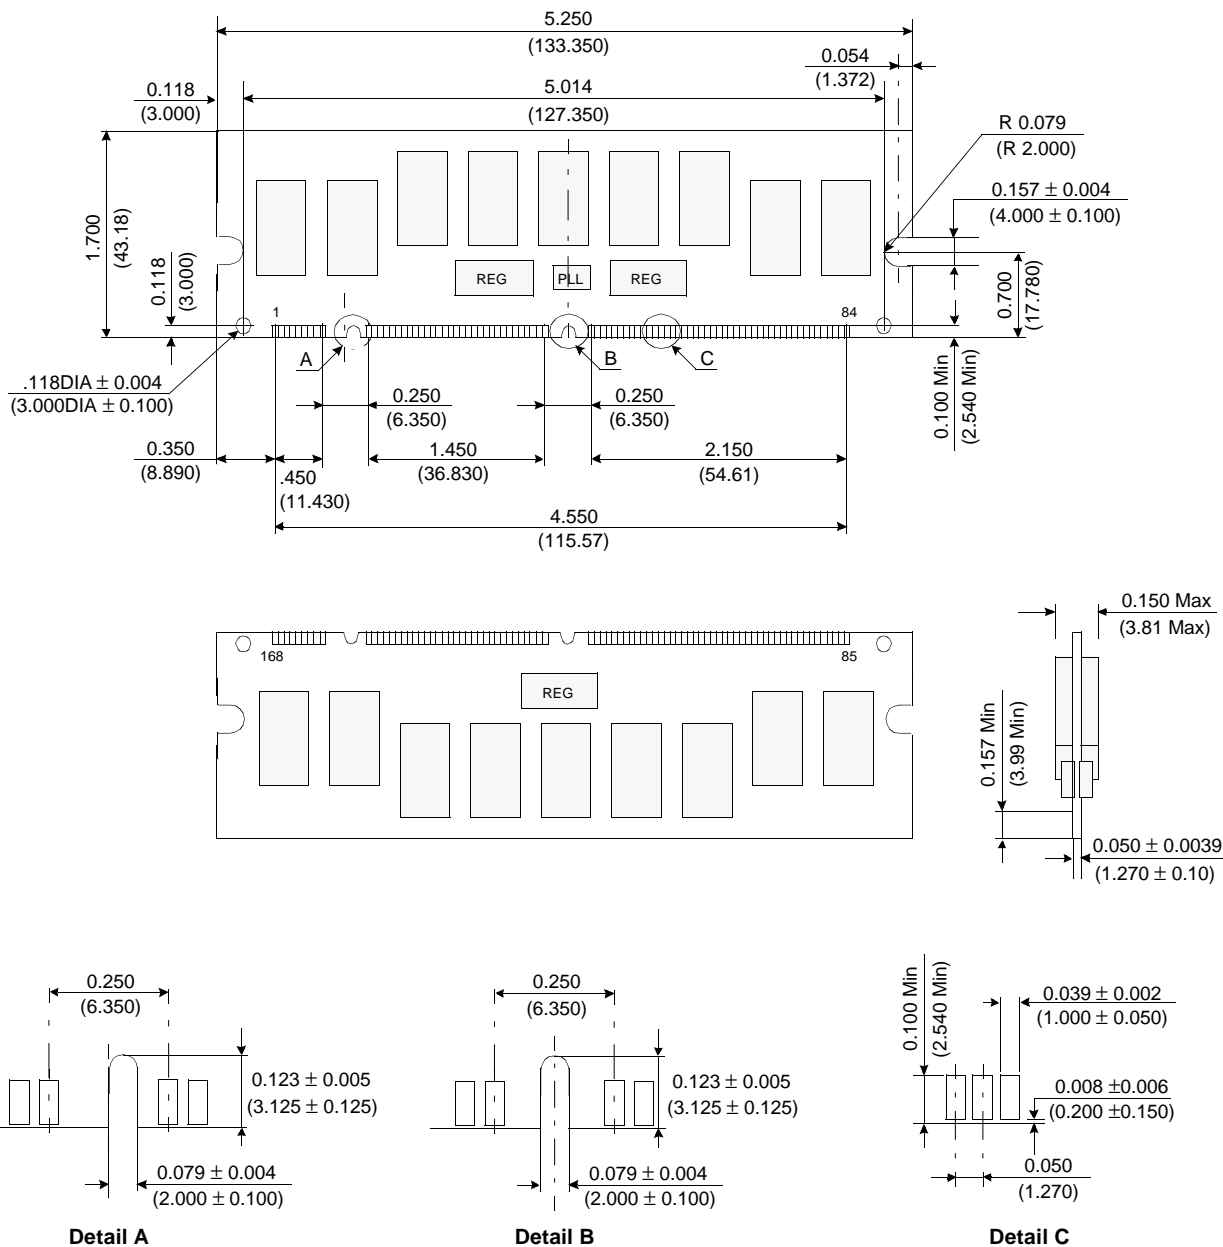 5.250
(133.350)
0.054
(1.372)
0.118
(3.000)
5.014
(127.350)
R 0.079
(R 2.000)
0.157 ± 0.004
(4.000 ± 0.100)
1.700
(43.18)
0.118
(3.000)
REG
PLL
REG
0.700
(17.780)
1
84
A
B
C
.118DIA ± 0.004
(3.000DIA ± 0.100)
0.250
(6.350)
0.250
(6.350)
0.100 Min
(2.540 Min)
0.350
(8.890)
.450
(11.430)
1.450
(36.830)
2.150
(54.61)
4.550
(115.57)
0.150 Max
(3.81 Max)
168
85
REG
0.157 Min
(3.99 Min)
0.050 ± 0.0039
(1.270 ± 0.10)
0.250
(6.350)
0.123 ± 0.005
(3.125 ± 0.125)
0.079 ± 0.004
(2.000 ± 0.100)
Detail A
0.250
(6.350)
0.123 ± 0.005
(3.125 ± 0.125)
0.079 ± 0.004
(2.000 ± 0.100)
Detail B
0.100 Min
(2.540 Min)
0.039 ± 0.002
(1.000 ± 0.050)
0.008 ±0.006
(0.200 ±0.150)
0.050
(1.270)
Detail C